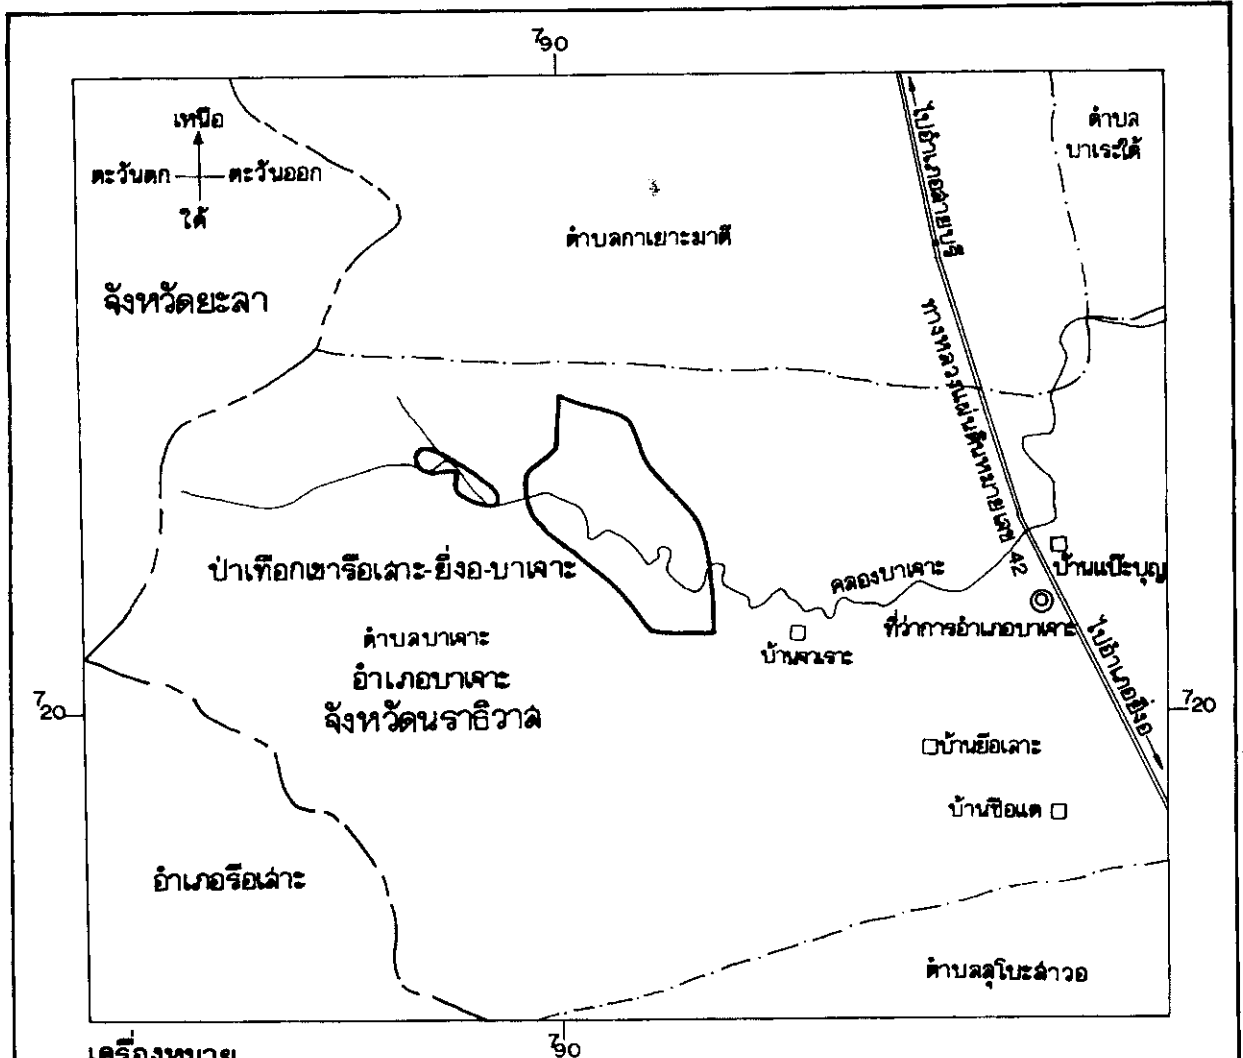 790
เหนือ
ตะวันตก
ตะวันออก
ใต้
ตำบล
บาเระใต้
ไปอำเภอสายบุรี
ตำบลกาเยาะมาตี
จังหวัดยะลา
ทางหลวงแผ่นดินหมายเลข 42
ป่าเทือกเขารือเสาะ-ยี่งอ-บาเจาะ
คลองบาเจาะ
บ้านแป๊ะบุญ
ที่ว่าการอำเภอบาเจาะ
ตำบลบาเจาะ
บ้านจาเราะ
อำเภอบาเจาะ
ไปอำเภอยี่งอ
จังหวัดนราธิวาส
720
720
บ้านยือเลาะ
บ้านชือแต
อำเภอรือเสาะ
ตำบลลุโบะสาวอ
790
เครื่องหมาย